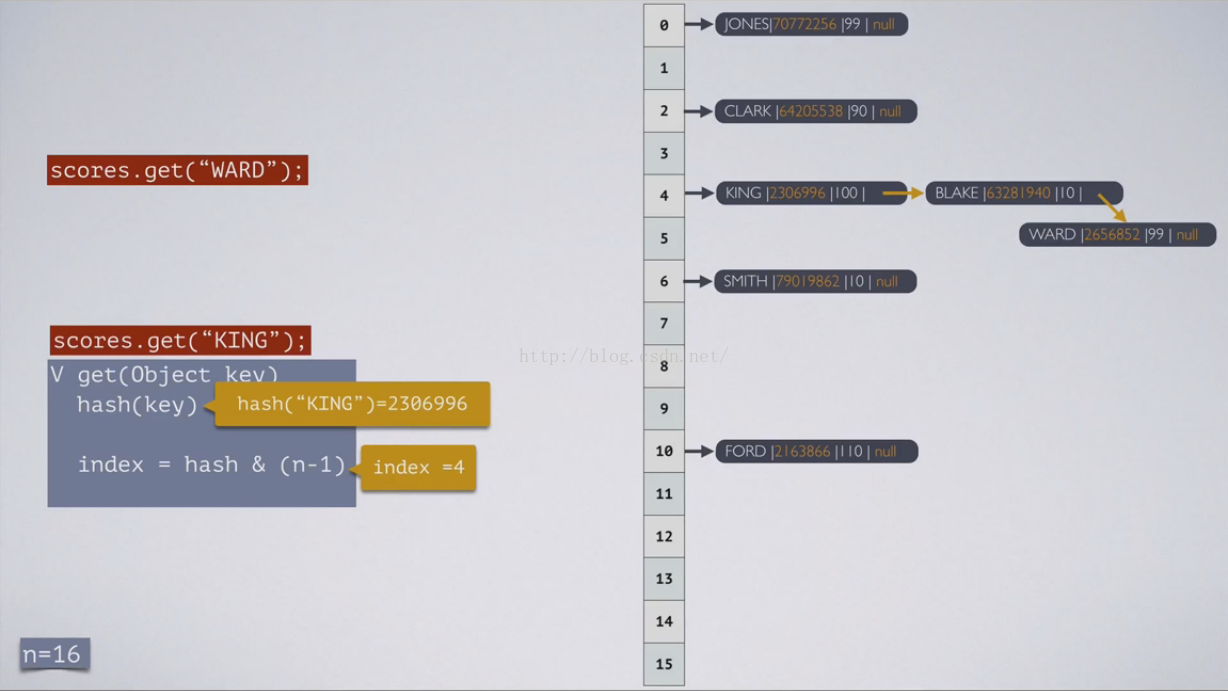 scores.get(“WARD”);
scores.get(“KING”);
V get(Object key)
hash(key)
hash(“KING”)=2306996
index = hash & (n-1)
index =4
n=16
0
JONES|70772256 |99 | null
1
2
CLARK |64205538 |90 | null
3
4
KING |2306996 |100 |
BLAKE |63281940 |10 |
5
WARD |2656852 |99 | null
6
SMITH |79019862 |10 | null
7
http://blog.csdn.net/
8
9
10
FORD |2163866 |110 | null
11
12
13
14
15